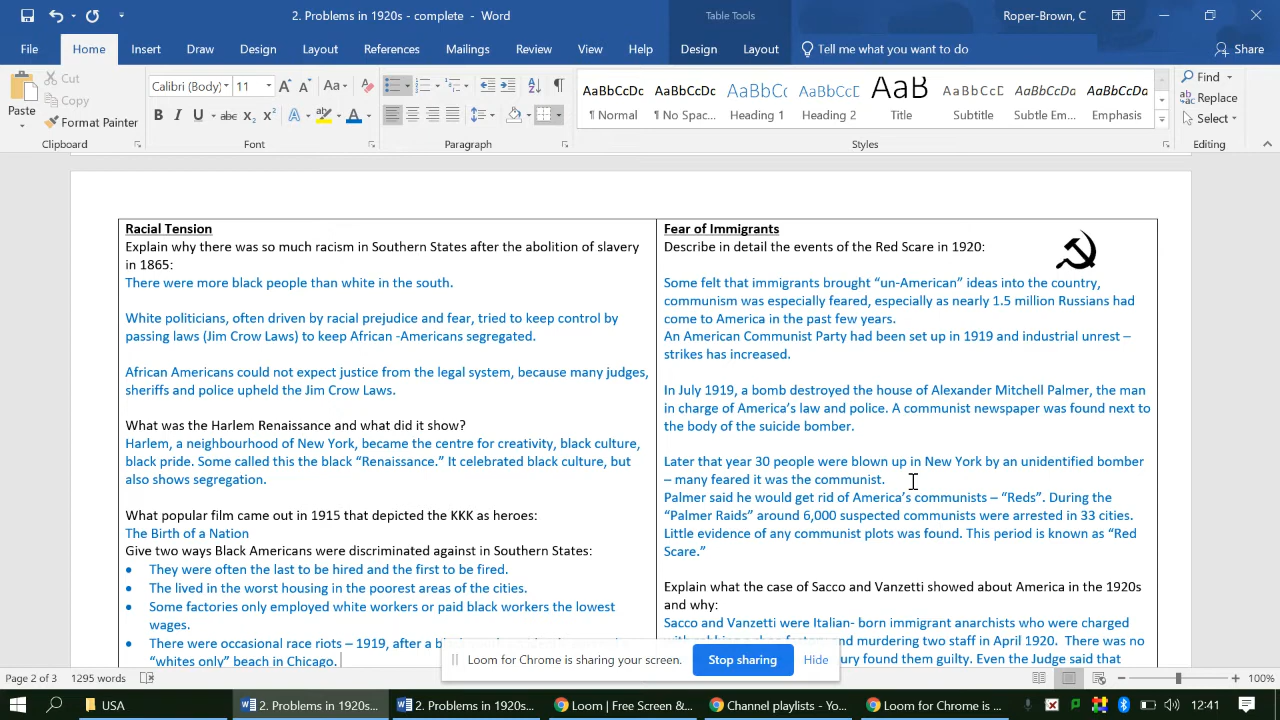 2. Problems in 1920s - complete - Word
Table Tools
Roper-Brown, C
File Home Insert Draw Design Layout References Mailings Review View Help Design Layout Tell me what you want to do Share
Paste
Cut
Copy
Format Painter
Clipboard
Calibri (Body) 11
Font
Paragraph
AaBbCcDc AaBbCcDc AaBbCc AaBbCcD AaB AaBbCcD AaBbCcDa AaBbCcDa
¶ Normal ¶ No Spac... Heading 1 Heading 2 Title Subtitle Subtle Em... Emphasis
Styles
Find
Replace
Select
Editing
Racial Tension
Explain why there was so much racism in Southern States after the abolition of slavery
in 1865:
There were more black people than white in the south.
White politicians, often driven by racial prejudice and fear, tried to keep control by
passing laws (Jim Crow Laws) to keep African -Americans segregated.
African Americans could not expect justice from the legal system, because many judges,
sheriffs and police upheld the Jim Crow Laws.
What was the Harlem Renaissance and what did it show?
Harlem, a neighbourhood of New York, became the centre for creativity, black culture,
black pride. Some called this the black “Renaissance.” It celebrated black culture, but
also shows segregation.
What popular film came out in 1915 that depicted the KKK as heroes:
The Birth of a Nation
Give two ways Black Americans were discriminated against in Southern States:
• They were often the last to be hired and the first to be fired.
• The lived in the worst housing in the poorest areas of the cities.
• Some factories only employed white workers or paid black workers the lowest
wages.
• There were occasional race riots – 1919, after a
“whites only” beach in Chicago.
Fear of Immigrants
Describe in detail the events of the Red Scare in 1920:
Some felt that immigrants brought “un-American” ideas into the country,
communism was especially feared, especially as nearly 1.5 million Russians had
come to America in the past few years.
An American Communist Party had been set up in 1919 and industrial unrest –
strikes has increased.
In July 1919, a bomb destroyed the house of Alexander Mitchell Palmer, the man
in charge of America’s law and police. A communist newspaper was found next to
the body of the suicide bomber.
Later that year 30 people were blown up in New York by an unidentified bomber
– many feared it was the communist.
Palmer said he would get rid of America’s communists – “Reds”. During the
“Palmer Raids” around 6,000 suspected communists were arrested in 33 cities.
Little evidence of any communist plots was found. This period is known as “Red
Scare.”
Explain what the case of Sacco and Vanzetti showed about America in the 1920s
and why:
Sacco and Vanzetti were Italian- born immigrant anarchists who were charged
and murdering two staff in April 1920. There was no
found them guilty. Even the Judge said that
Loom for Chrome is sharing your screen. Stop sharing Hide
Page 2 of 3 1295 words 100%
USA 2. Problems in 1920s... 2. Problems in 1920s... Loom | Free Screen &... Channel playlists - Yo... Loom for Chrome is ... 12:41